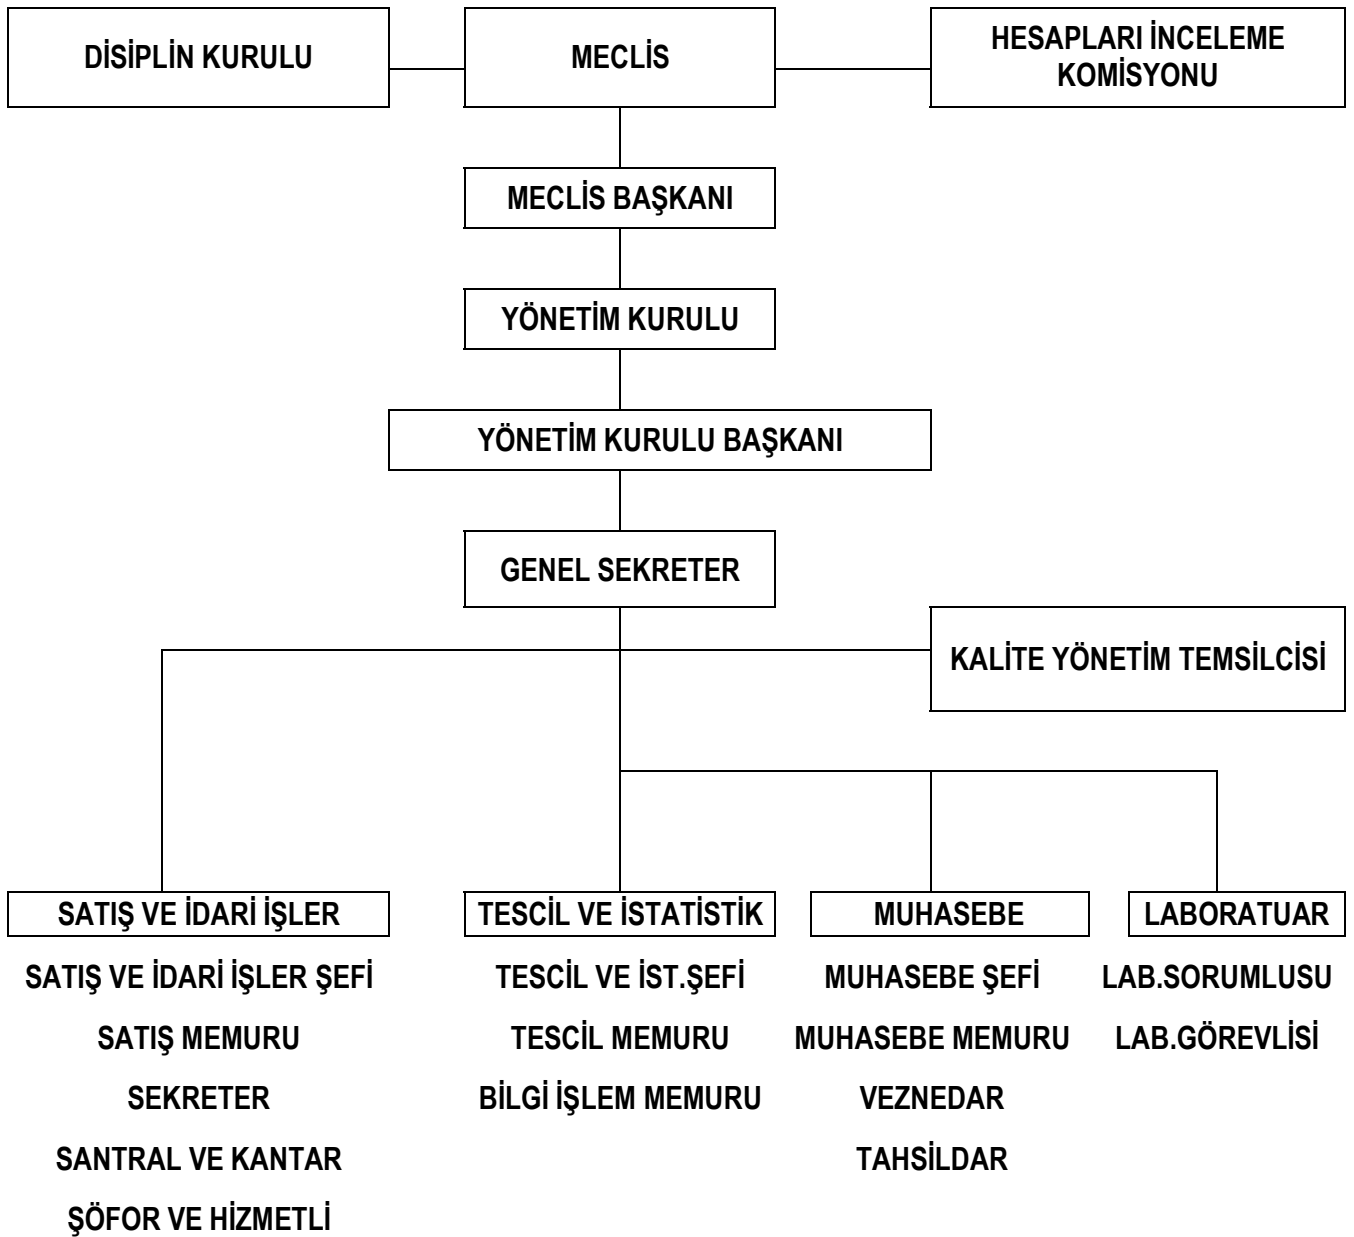 DİSİPLİN KURULU
MECLİS
HESAPLARI İNCELEME
KOMİSYONU
MECLİS BAŞKANI
YÖNETİM KURULU
YÖNETİM KURULU BAŞKANI
GENEL SEKRETER
KALİTE YÖNETİM TEMSİLCİSİ
SATIŞ VE İDARİ İŞLER
TESCİL VE İSTATİSTİK
MUHASEBE
LABORATUAR
SATIŞ VE İDARİ İŞLER ŞEFİ
TESCİL VE İST.ŞEFİ
MUHASEBE ŞEFİ
LAB.SORUMLUSU
SATIŞ MEMURU
TESCİL MEMURU
MUHASEBE MEMURU
LAB.GÖREVLİSİ
SEKRETER
BİLGİ İŞLEM MEMURU
VEZNEDAR
SANTRAL VE KANTAR
TAHSİLDAR
ŞÖFOR VE HİZMETLİ